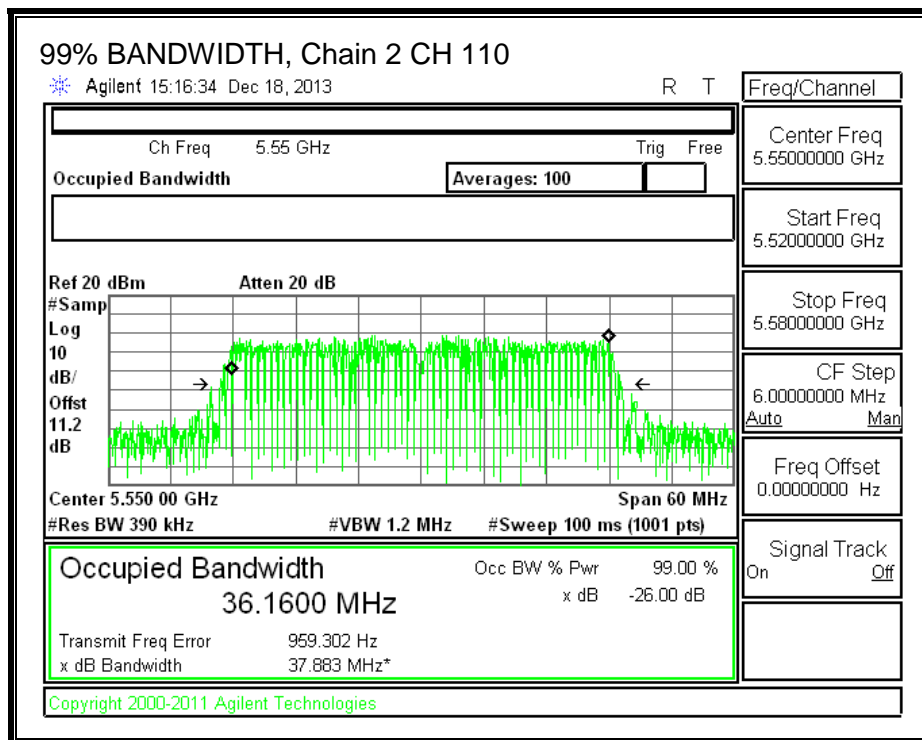 99% BANDWIDTH, Chain 2 CH 110
Agilent 15:16:34 Dec 18, 2013 R T
Ch Freq 5.55 GHz Trig Free
Occupied Bandwidth Averages: 100
Ref 20 dBm Atten 20 dB
#Samp
Log
10
dB/
Offst
11.2
dB
Center 5.550 00 GHz Span 60 MHz
#Res BW 390 kHz #VBW 1.2 MHz #Sweep 100 ms (1001 pts)
Occupied Bandwidth Occ BW % Pwr 99.00 %
36.1600 MHz x dB -26.00 dB
Transmit Freq Error 959.302 Hz
x dB Bandwidth 37.883 MHz*
Copyright 2000-2011 Agilent Technologies
Freq/Channel
Center Freq
5.55000000 GHz
Start Freq
5.52000000 GHz
Stop Freq
5.58000000 GHz
CF Step
6.00000000 MHz
Auto Man
Freq Offset
0.00000000 Hz
Signal Track
On Off